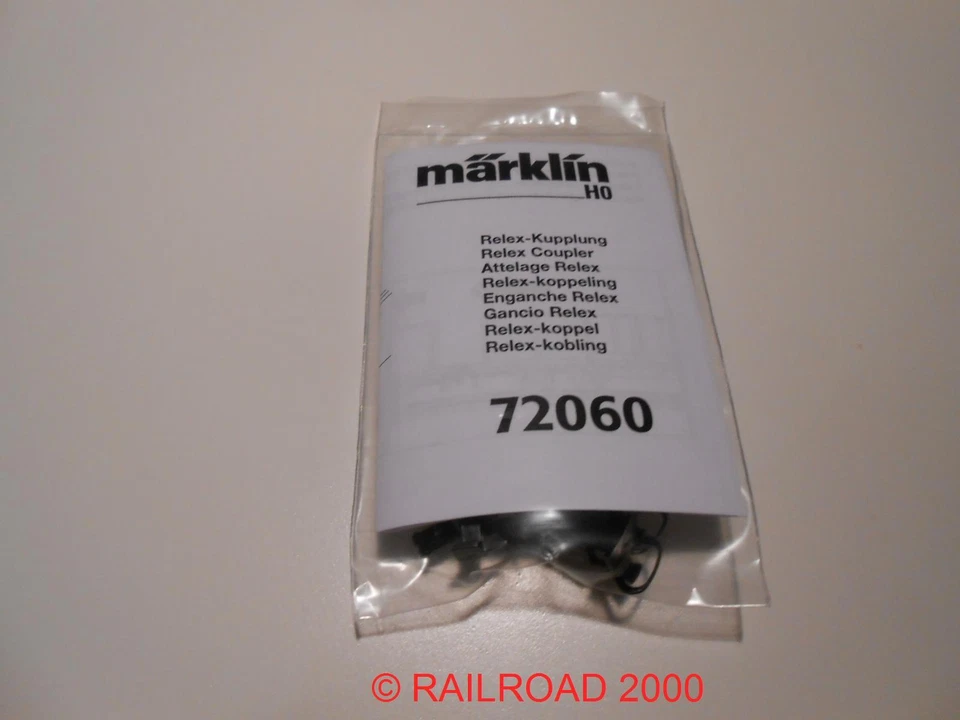 märklin
H0
Relex-Kupplung
Relex Coupler
Attelage Relex
Relex-koppeling
Enganche Relex
Gancio Relex
Relex-koppel
Relex-kobling
72060
© RAILROAD 2000